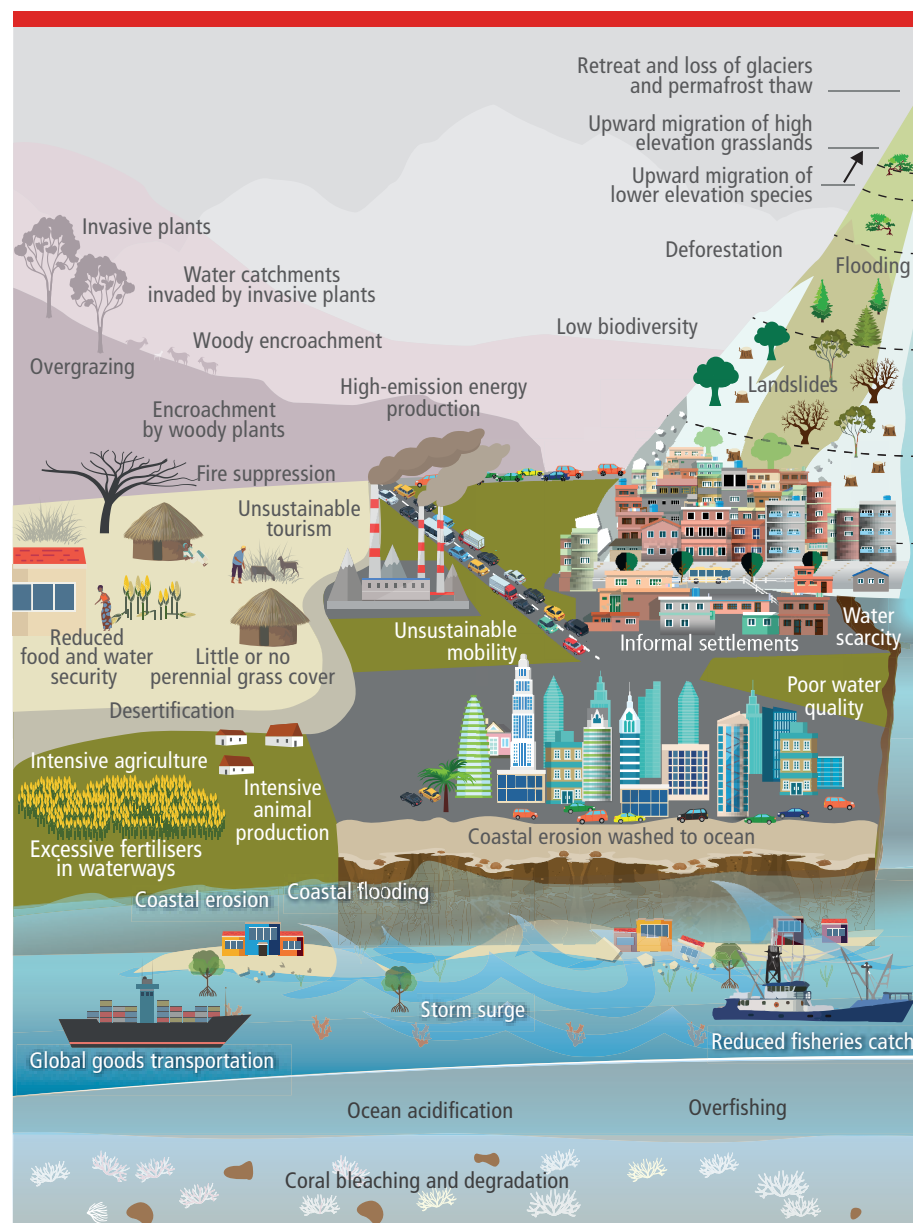 Retreat and loss of glaciers
and permafrost thaw
Upward migration of high
elevation grasslands
Upward migration of
lower elevation species
Invasive plants
Deforestation
Flooding
Water catchments
invaded by invasive plants
Low biodiversity
Woody encroachment
Overgrazing
High-emission energy
production
Landslides
Encroachment
by woody plants
Fire suppression
Unsustainable
tourism
Reduced
food and water
security
Little or no
perennial grass cover
Unsustainable
mobility
Informal settlements
Water
scarcity
Poor water
quality
Desertification
Intensive agriculture
Intensive
animal
production
Excessive fertilisers
in waterways
Coastal erosion washed to ocean
Coastal erosion
Coastal flooding
Storm surge
Global goods transportation
Reduced fisheries catch
Ocean acidification
Overfishing
Coral bleaching and degradation